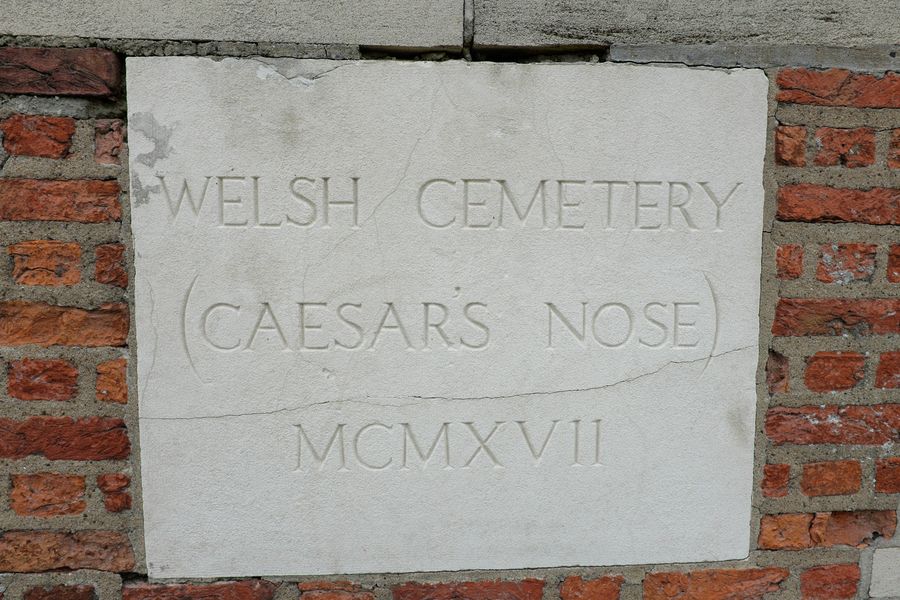 WELSH CEMETERY
(CAESAR'S NOSE)
MCMXVII